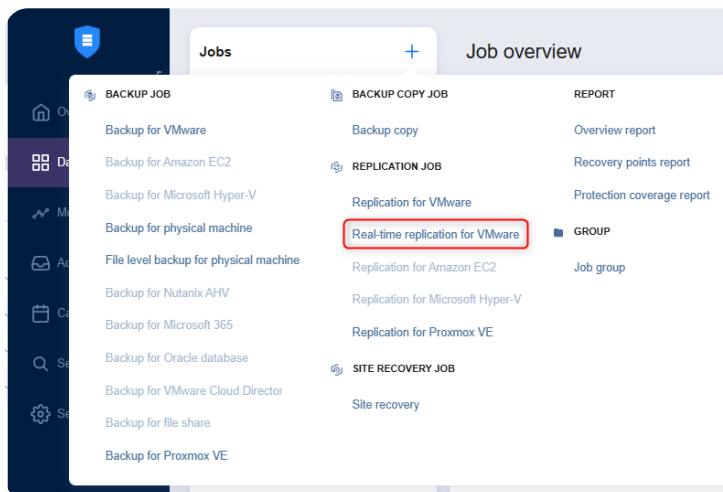 Jobs
+
Job overview
BACKUP JOB
Backup for VMware
Backup for Amazon EC2
Backup for Microsoft Hyper-V
Backup for physical machine
File level backup for physical machine
Backup for Nutanix AHV
Backup for Microsoft 365
Backup for Oracle database
Backup for VMware Cloud Director
Backup for file share
Backup for Proxmox VE
BACKUP COPY JOB
Backup copy
REPLICATION JOB
Replication for VMware
Real-time replication for VMware
Replication for Amazon EC2
Replication for Microsoft Hyper-V
Replication for Proxmox VE
SITE RECOVERY JOB
Site recovery
REPORT
Overview report
Recovery points report
Protection coverage report
GROUP
Job group